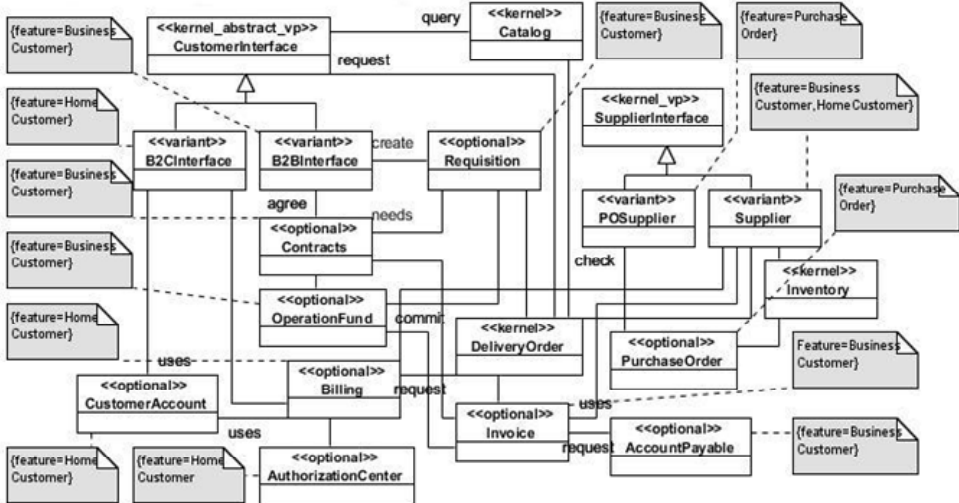 {feature=Business
Customer}
<<kernel_abstract_vp>>
CustomerInterface
query
request
<<kernel>>
Catalog
{feature=Business
Customer}
{feature=Purchase
Order}
{feature=Home
Customer}
<<kernel_vp>>
SupplierInterface
{feature=Business
Customer,HomeCustomer}
<<variant>>
B2CInterface
<<variant>>
B2BInterface
create
<<optional>>
Requisition
{feature=Business
Customer}
agree
needs
<<variant>>
POSupplier
<<variant>>
Supplier
{feature=Purchase
Order}
<<optional>>
Contracts
check
{feature=Business
Customer}
<<kernel>>
Inventory
<<optional>>
OperationFund
commit
<<kernel>>
DeliveryOrder
<<optional>>
PurchaseOrder
{feature=Home
Customer}
Feature=Business
Customer}
uses
<<optional>>
CustomerAccount
<<optional>>
Billing
request
uses
<<optional>>
Invoice
uses
request
<<optional>>
AccountPayable
{feature=Business
Customer}
{feature=Home
Customer}
{feature=Home
Customer
<<optional>>
AuthorizationCenter